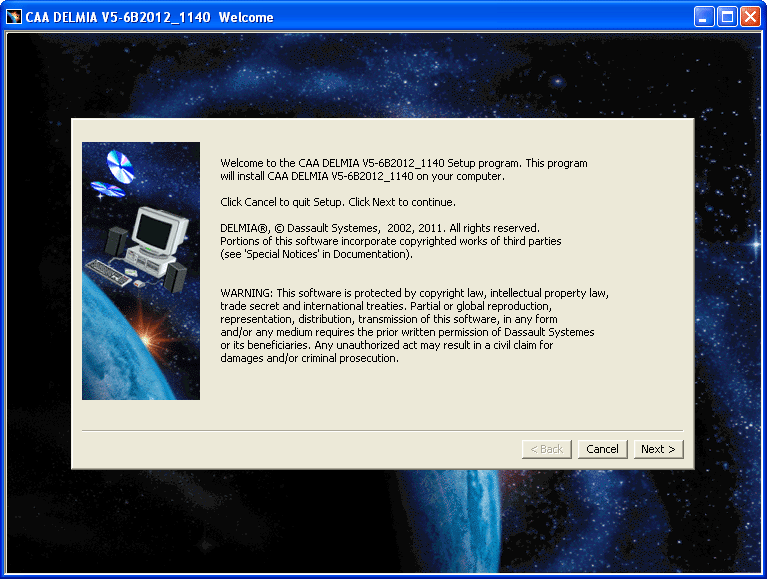 CAA DELMIA V5-6B2012_1140  Welcome
Welcome to the CAA DELMIA V5-6B2012_1140 Setup program. This program
will install CAA DELMIA V5-6B2012_1140 on your computer.
Click Cancel to quit Setup. Click Next to continue.
DELMIA®, © Dassault Systemes,  2002, 2011. All rights reserved.
Portions of this software incorporate copyrighted works of third parties
(see 'Special Notices' in Documentation).
WARNING: This software is protected by copyright law, intellectual property law,
trade secret and international treaties. Partial or global reproduction,
representation, distribution, transmission of this software, in any form
and/or any medium requires the prior written permission of Dassault Systemes
or its beneficiaries. Any unauthorized act may result in a civil claim for
damages and/or criminal prosecution.
< Back Cancel Next >